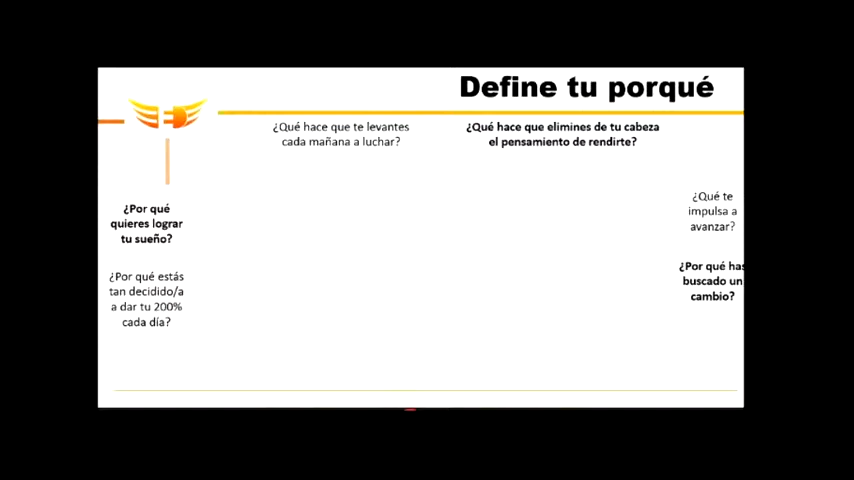 Define tu porqué
¿Qué hace que te levantes
cada mañana a luchar?
¿Qué hace que elimines de tu cabeza
el pensamiento de rendirte?
¿Por qué
quieres lograr
tu sueño?
¿Por qué estás
tan decidido/a
a dar tu 200%
cada día?
¿Qué te
impulsa a
avanzar?
¿Por qué has
buscado un
cambio?